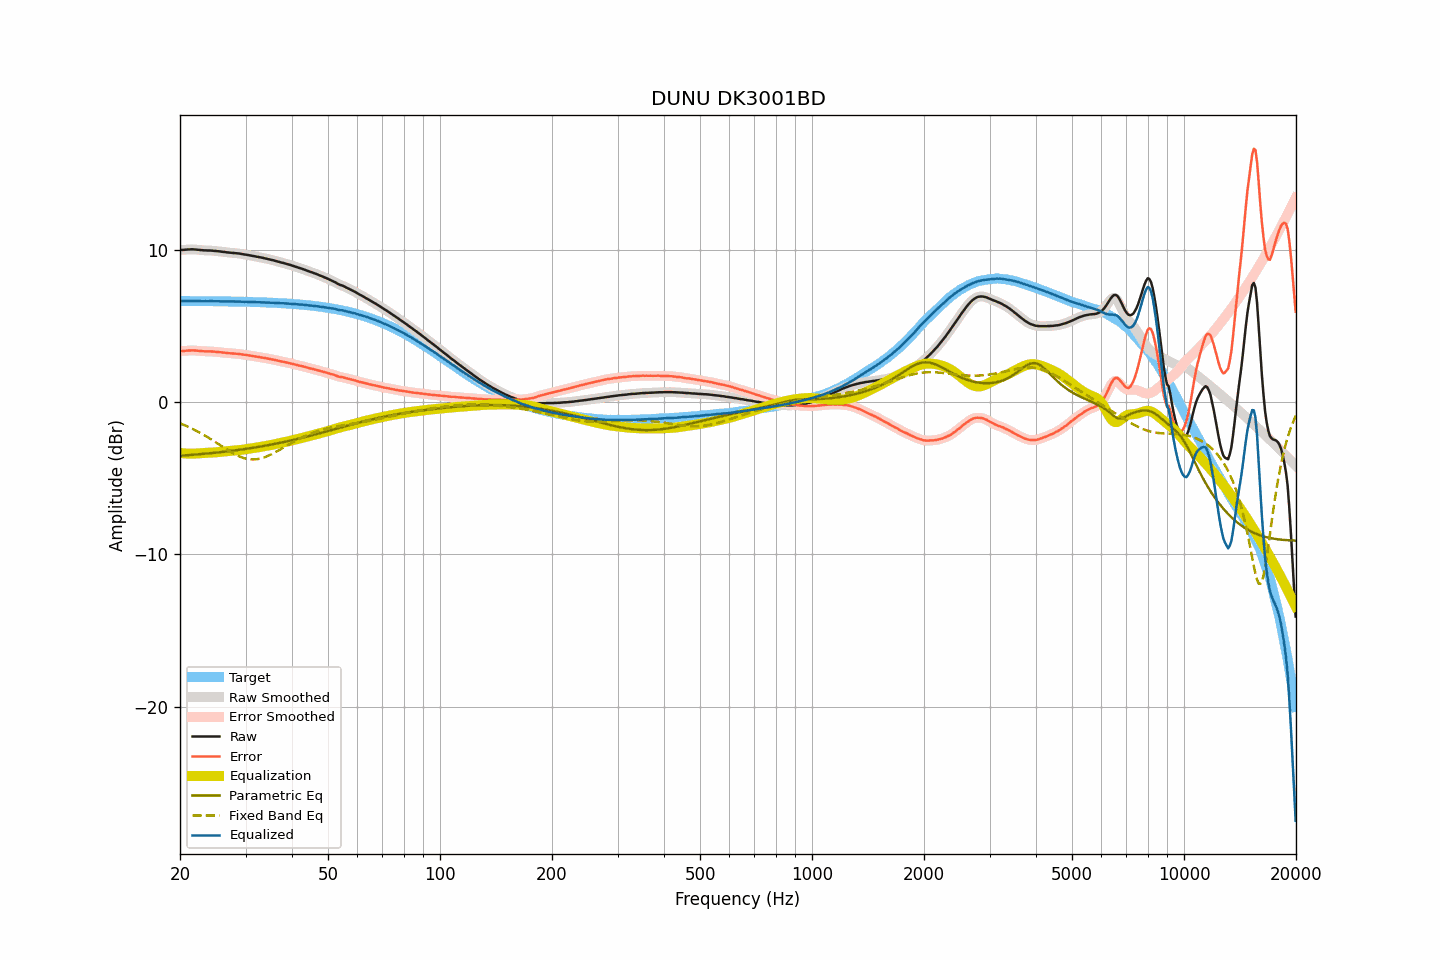 DUNU DK3001BD
Amplitude (dBr)
10
0
−10
−20
Target
Raw Smoothed
Error Smoothed
Raw
Error
Equalization
Parametric Eq
Fixed Band Eq
Equalized
20 50 100 200 500 1000 2000 5000 10000 20000
Frequency (Hz)